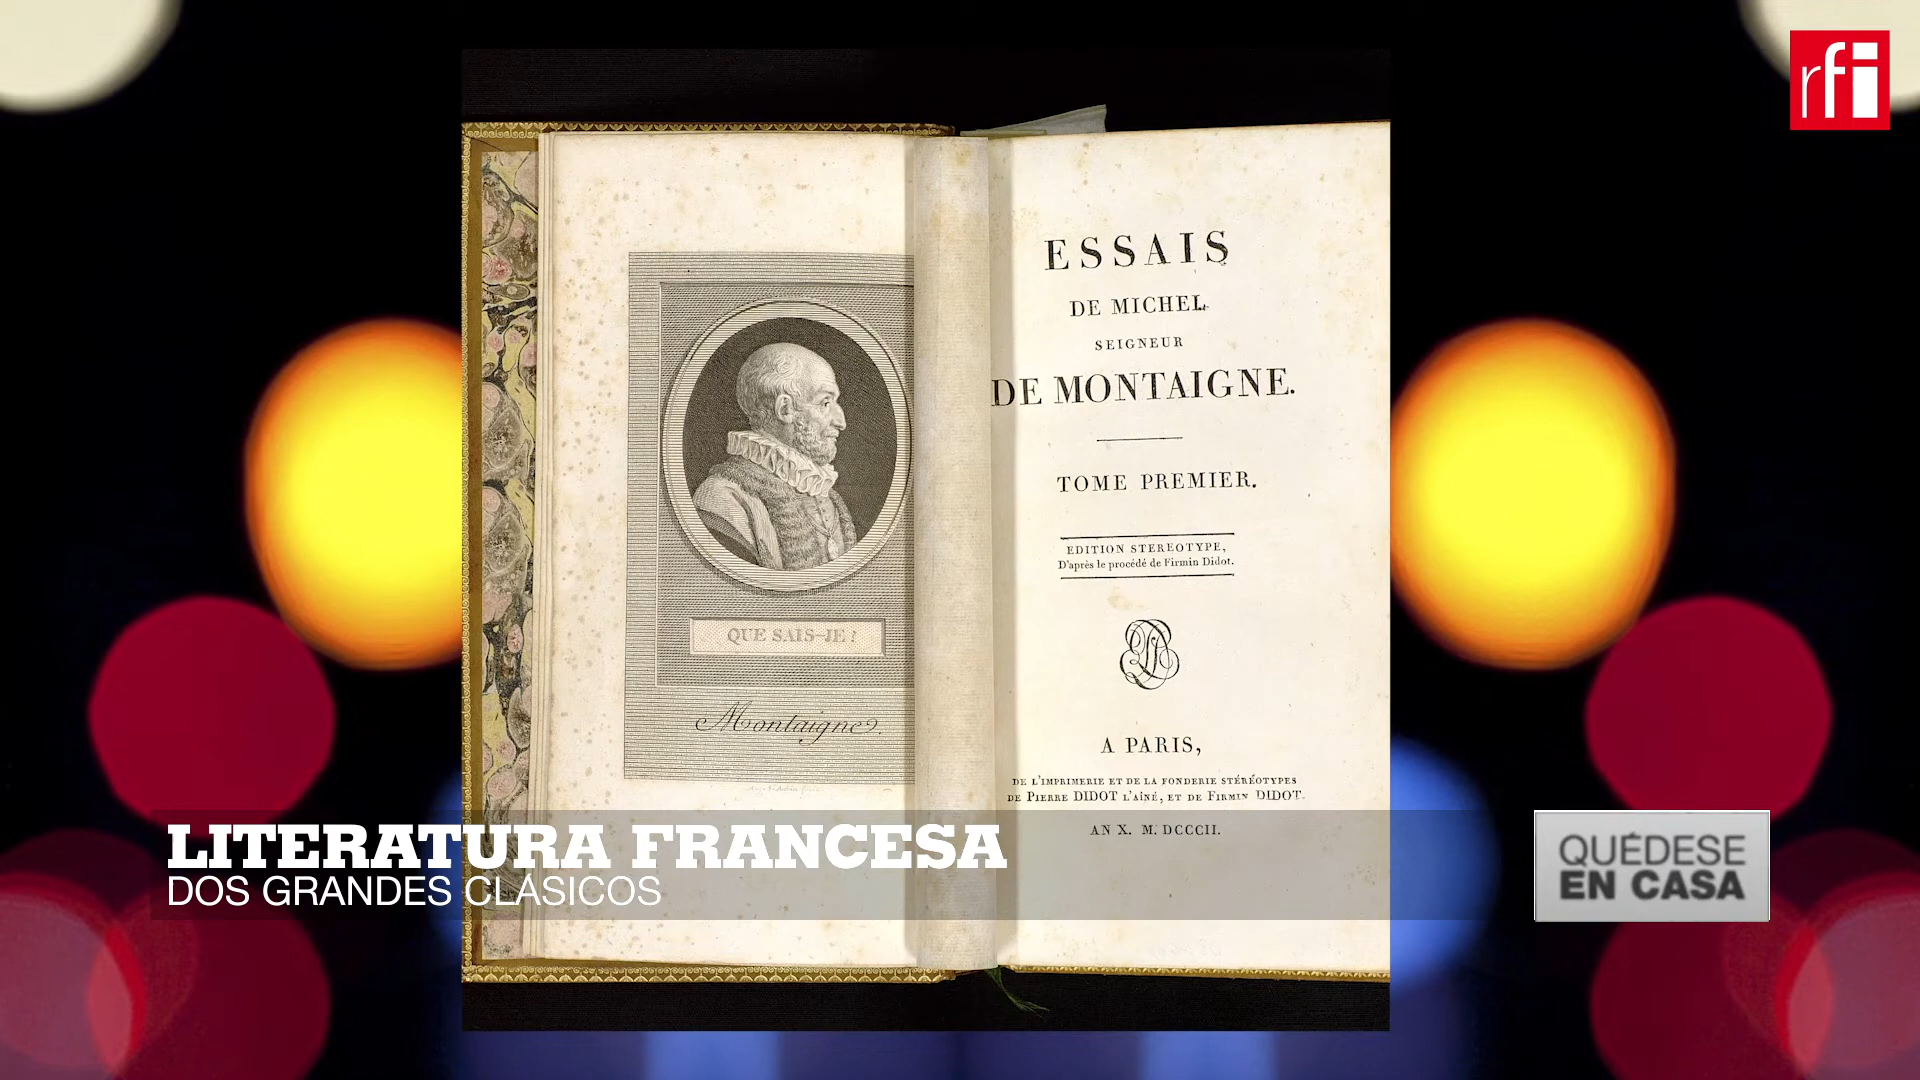 rfi
QUE SAIS-JE ?
Montaigne.
ESSAIS
DE MICHEL
SEIGNEUR
DE MONTAIGNE.
TOME PREMIER.
EDITION STEREOTYPE,
D'après le procédé de Firmin Didot.
A PARIS,
DE L'IMPRIMERIE ET DE LA FONDERIE STÉRÉOTYPES
DE PIERRE DIDOT L'AÎNÉ, ET DE FIRMIN DIDOT.
AN X. M. DCCCII.
LITERATURA FRANCESA
DOS GRANDES CLÁSICOS
QUÉDESE
EN CASA